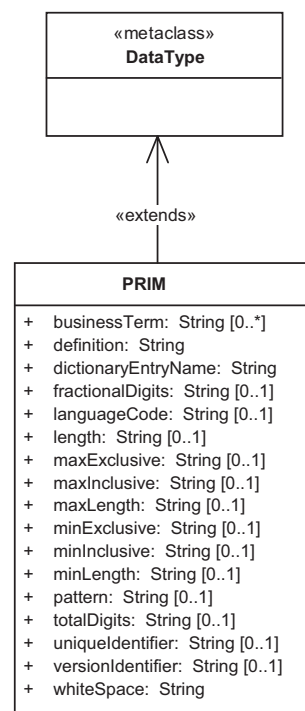 «metaclass»
DataType
«extends»
PRIM
+ businessTerm: String [0..*]
+ definition: String
+ dictionaryEntryName: String
+ fractionalDigits: String [0..1]
+ languageCode: String [0..1]
+ length: String [0..1]
+ maxExclusive: String [0..1]
+ maxInclusive: String [0..1]
+ maxLength: String [0..1]
+ minExclusive: String [0..1]
+ minInclusive: String [0..1]
+ minLength: String [0..1]
+ pattern: String [0..1]
+ totalDigits: String [0..1]
+ uniqueIdentifier: String [0..1]
+ versionIdentifier: String [0..1]
+ whiteSpace: String